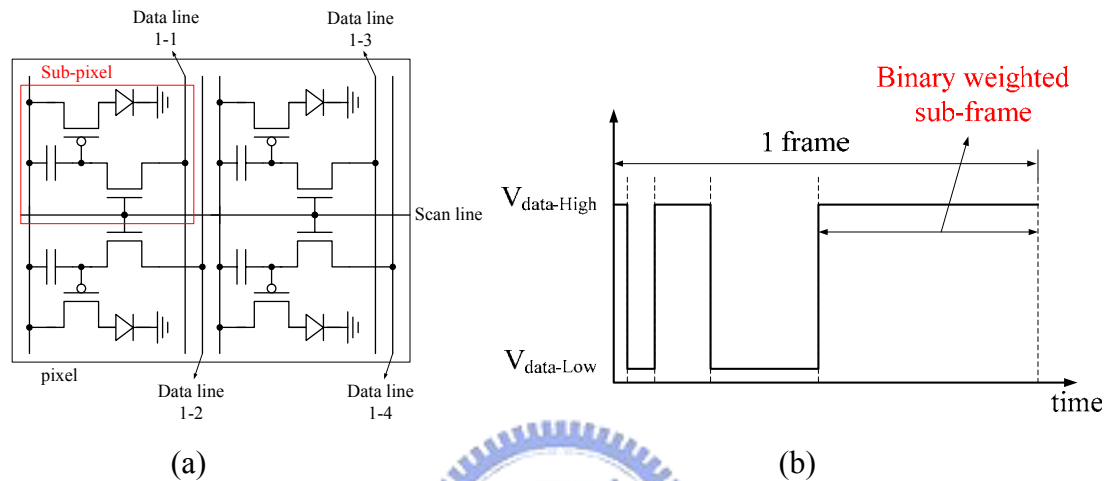 Data line
1-1
Data line
1-3
Sub-pixel
Scan line
pixel
Data line
1-2
Data line
1-4
(a)
Binary weighted
sub-frame
1 frame
Vdata-High
Vdata-Low
time
(b)